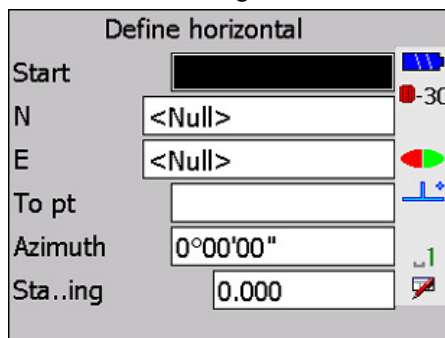 Define horizontal
Start
-30
N <Null>
E <Null>
To pt
Azimuth 0°00'00"
1
Sta..ing 0.000